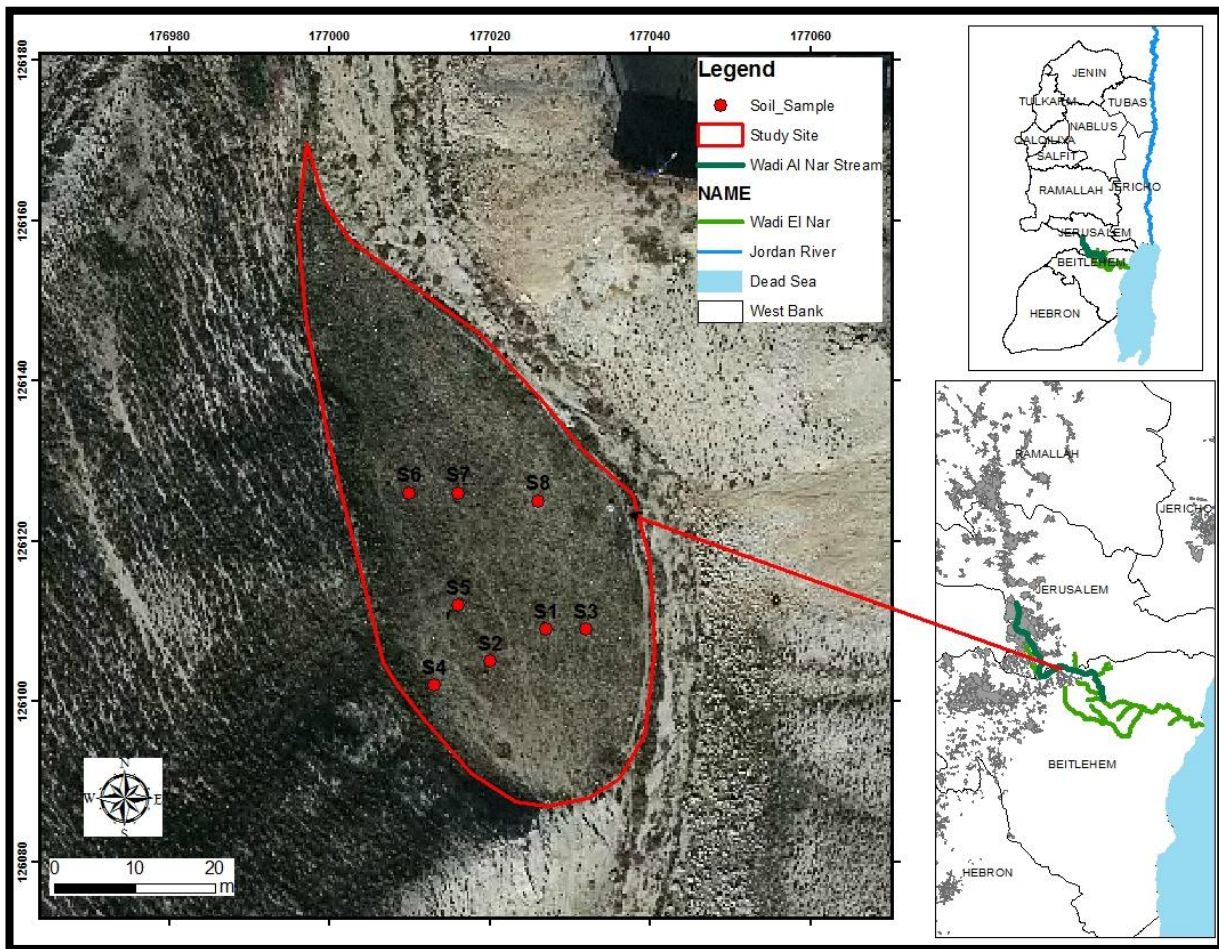 176980 177000 177020 177040 177060
126180
126160
126140
126120
126100
126080
Legend
Soil_Sample
Study Site
Wadi Al Nar Stream
NAME
Wadi El Nar
Jordan River
Dead Sea
West Bank
S6 S7 S8
S5 S1 S3
S2
S4
N
W E
S
0 10 20
m
JENIN
TULKARM TUBAS
NABLUS
QALQILIYA
SALFIT
RAMALLAH JERICHO
JERUSALEM
BEITLEHEM
HEBRON
RAMALLAH
JERICHO
JERUSALEM
BEITLEHEM
HEBRON